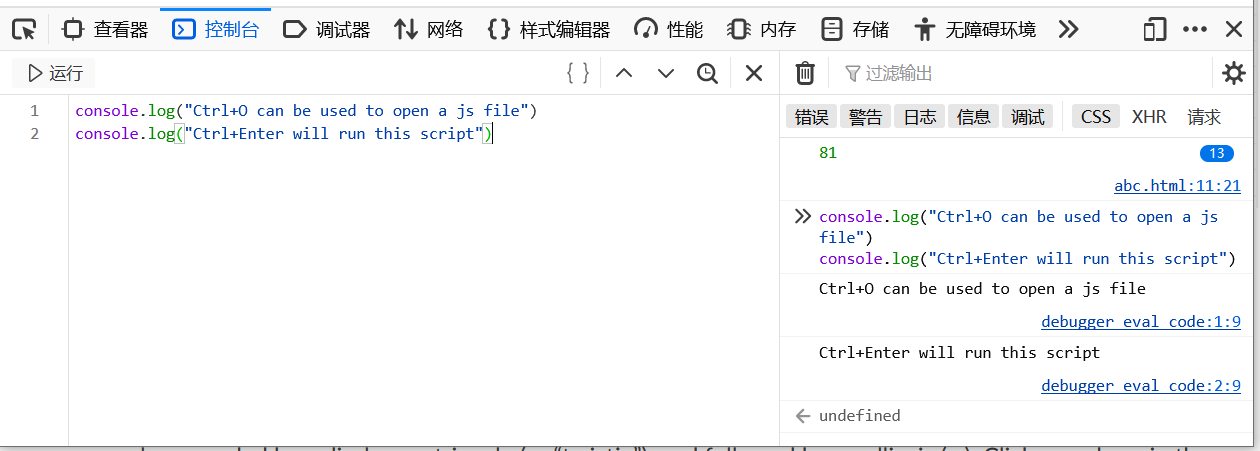 查看器 控制台 调试器 网络 样式编辑器 性能 内存 存储 无障碍环境
运行 { } 过滤输出
1 console.log("Ctrl+O can be used to open a js file")
2 console.log("Ctrl+Enter will run this script")
错误 警告 日志 信息 调试 CSS XHR 请求
81 13
abc.html:11:21
console.log("Ctrl+O can be used to open a js
file")
console.log("Ctrl+Enter will run this script")
Ctrl+O can be used to open a js file
debugger eval code:1:9
Ctrl+Enter will run this script
debugger eval code:2:9
undefined